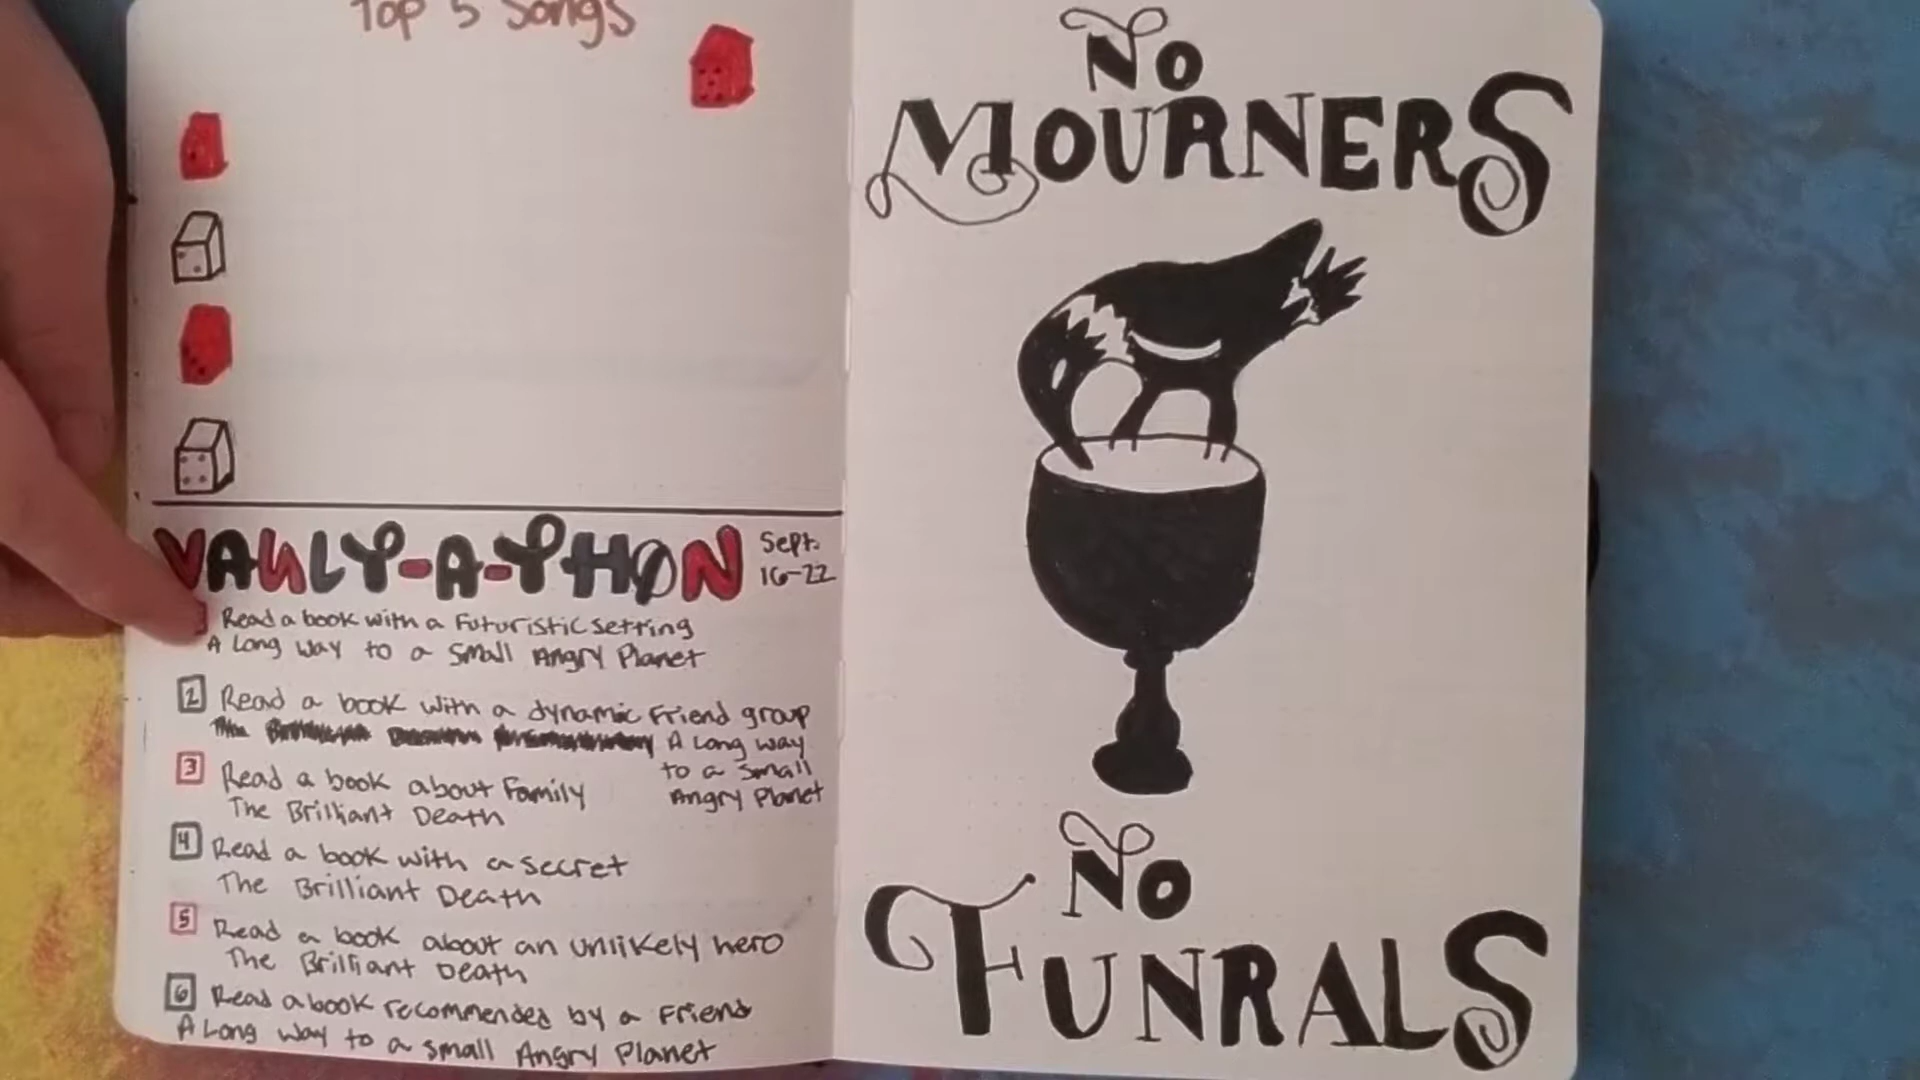 Top 5 Songs
VAULY-A-THON Sept. 16-22
Read a book with a Futuristic setting
A Long Way to a Small Angry Planet
2 Read a book with a dynamic Friend group
A Long way
to a small
Angry Planet
3 Read a book about Family
The Brilliant Death
4 Read a book with a secret
The Brilliant Death
5 Read a book about an unlikely hero
The Brilliant Death
6 Read a book recommended by a Friend
A Long way to a small Angry Planet
NO
MOURNERS
NO
FUNRALS